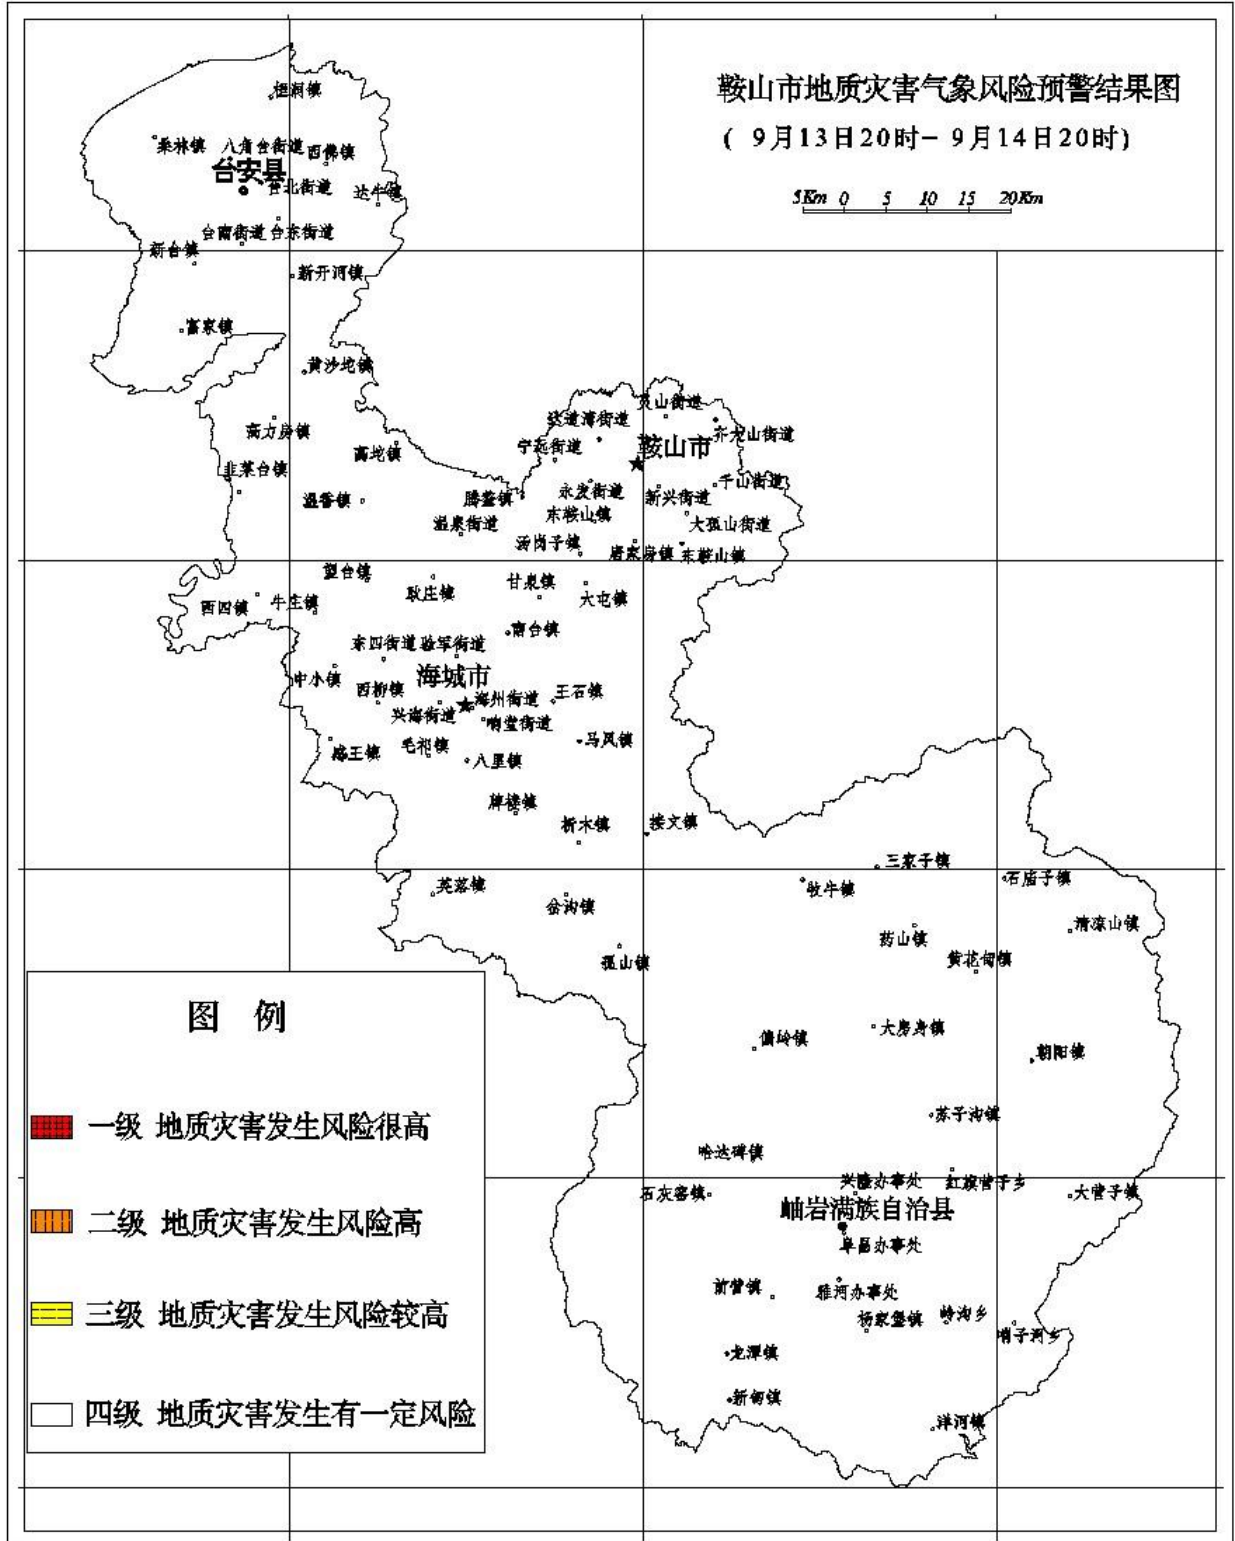 鞍山市地质灾害气象风险预警结果图
( 9月13日20时- 9月14日20时)
5Km 0 5 10 15 20Km
桓洞镇
桑林镇 八角台街道 西佛镇
台安县
台北街道 达牛镇
台南街道 台东街道
新台镇
新开河镇
富家镇
黄沙坨镇
灵山街道
达道湾街道
高力房镇 宁远街道 鞍山市 齐大山街道
高坨镇
韭菜台镇
千山街道
温香镇 腾鳌镇 永发街道 新兴街道
温泉街道 东鞍山镇 大孤山街道
汤岗子镇 唐家房镇 东鞍山镇
望台镇 耿庄镇 甘泉镇 大屯镇
西四镇 牛庄镇
南台镇
东四街道 验军街道
中小镇 海城市
西柳镇 海州街道 王石镇
兴海街道 响堂街道
感王镇 毛祁镇 马风镇
八里镇
牌楼镇
析木镇 接文镇
三家子镇
英落镇 牧牛镇 石庙子镇
岔沟镇
清凉山镇
药山镇
孤山镇 黄花甸镇
偏岭镇 大房身镇
朝阳镇
苏子沟镇
哈达碑镇
石灰窑镇 兴隆办事处 红旗营子乡 大营子镇
岫岩满族自治县
阜昌办事处
前营镇 雅河办事处
杨家堡镇 岭沟乡
哨子河乡
龙潭镇
新甸镇
洋河镇
图 例
一级 地质灾害发生风险很高
二级 地质灾害发生风险高
三级 地质灾害发生风险较高
四级 地质灾害发生有一定风险